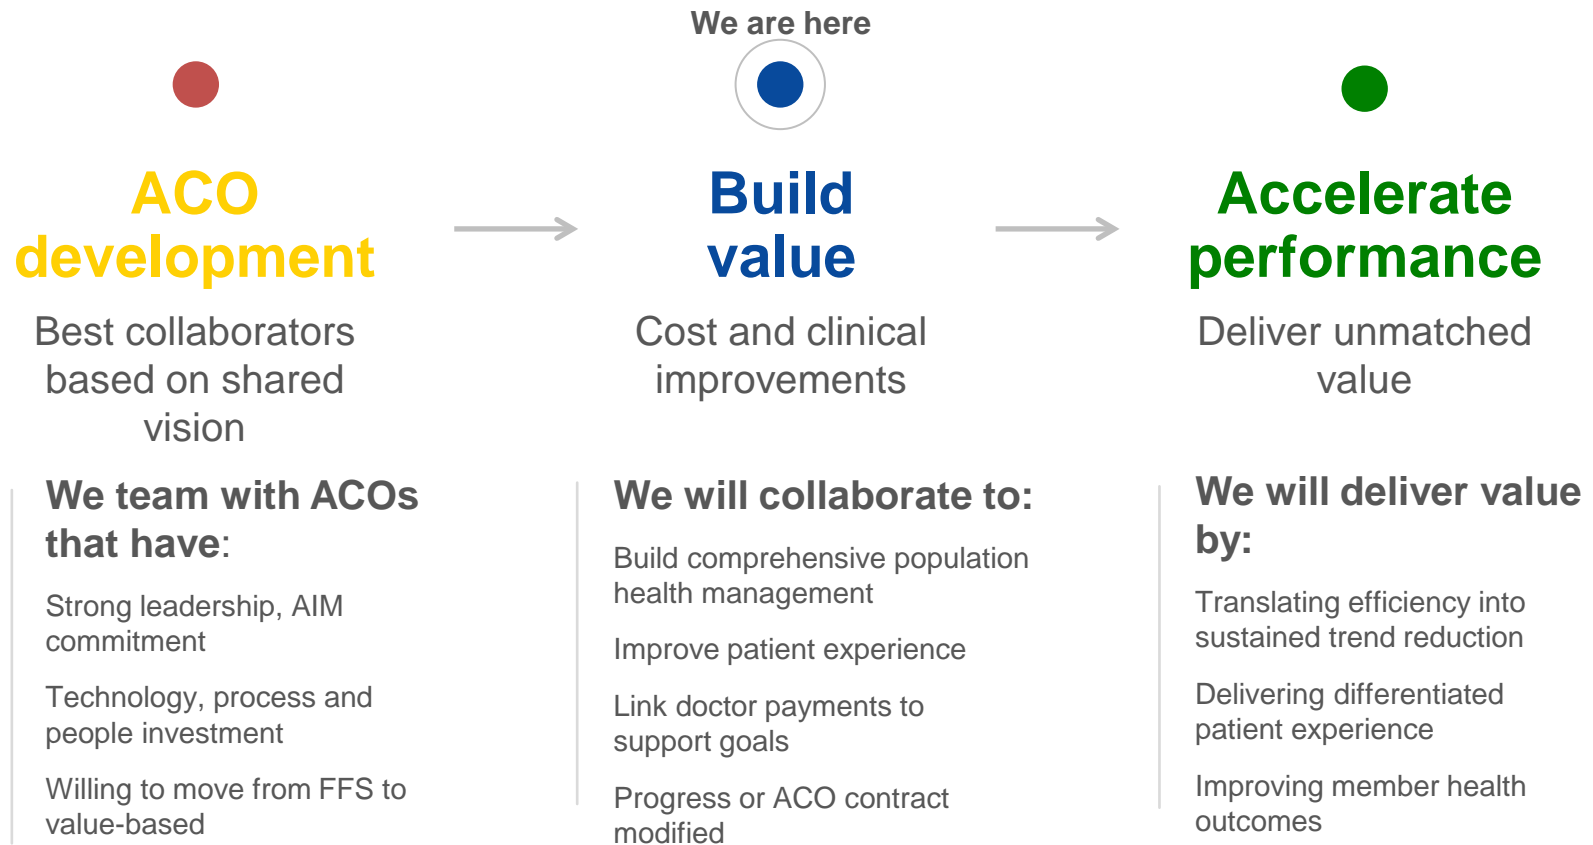 We are here
ACO
development
Best collaborators
based on shared
vision
We team with ACOs
that have:
Strong leadership, AIM
commitment
Technology, process and
people investment
Willing to move from FFS to
value-based
Build
value
Cost and clinical
improvements
We will collaborate to:
Build comprehensive population
health management
Improve patient experience
Link doctor payments to
support goals
Progress or ACO contract
modified
Accelerate
performance
Deliver unmatched
value
We will deliver value
by:
Translating efficiency into
sustained trend reduction
Delivering differentiated
patient experience
Improving member health
outcomes